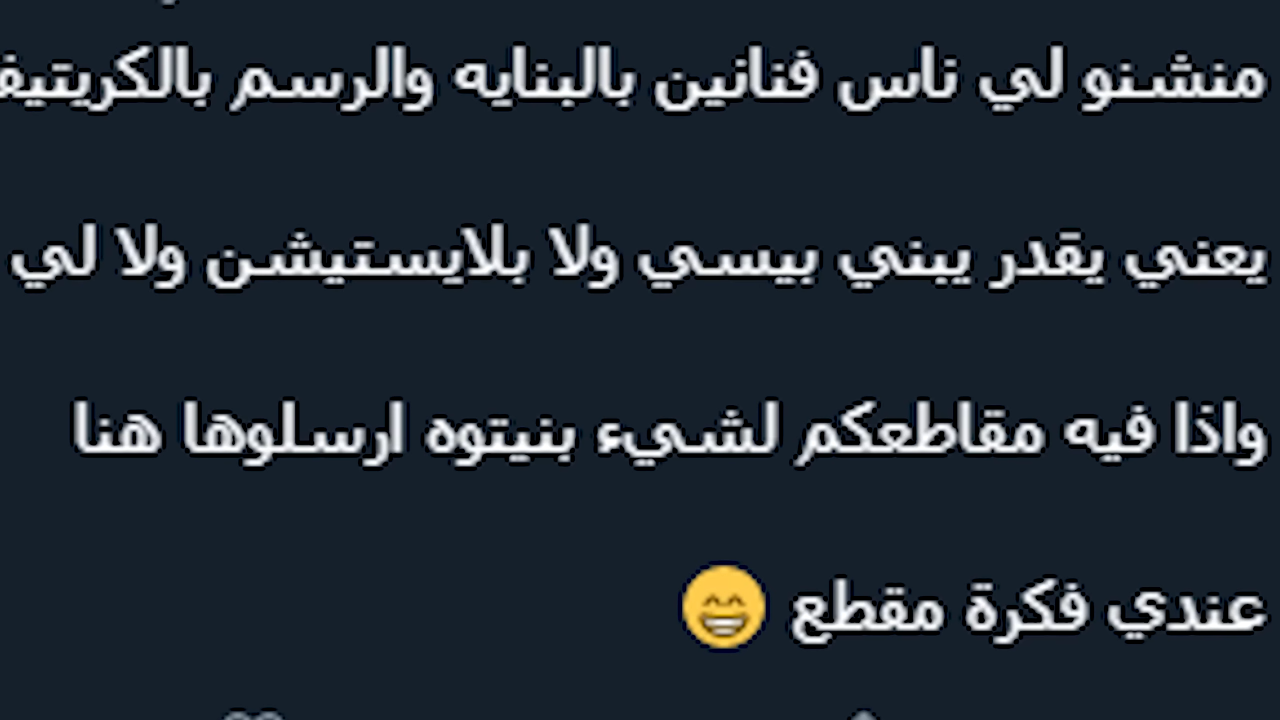 منشنو لي ناس فنانين بالبنايه والرسم بالكريتيف
يعني يقدر يبني بيسي ولا بلايستيشن ولا لي
واذا فيه مقاطعكم لشيء بنيتوه ارسلوها هنا
عندي فكرة مقطع 😁